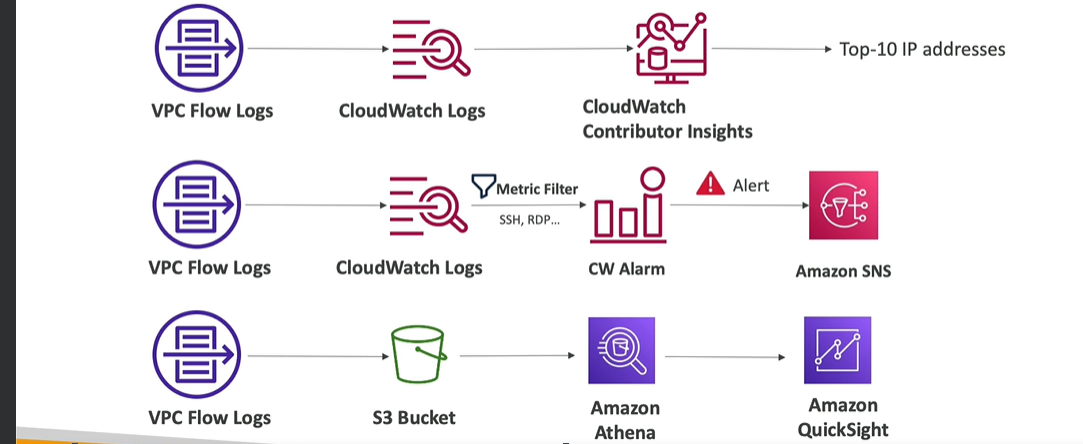 Top-10 IP addresses
VPC Flow Logs
CloudWatch Logs
CloudWatch
Contributor Insights
Metric Filter
SSH, RDP...
Alert
VPC Flow Logs
CloudWatch Logs
CW Alarm
Amazon SNS
VPC Flow Logs
S3 Bucket
Amazon
Athena
Amazon
QuickSight